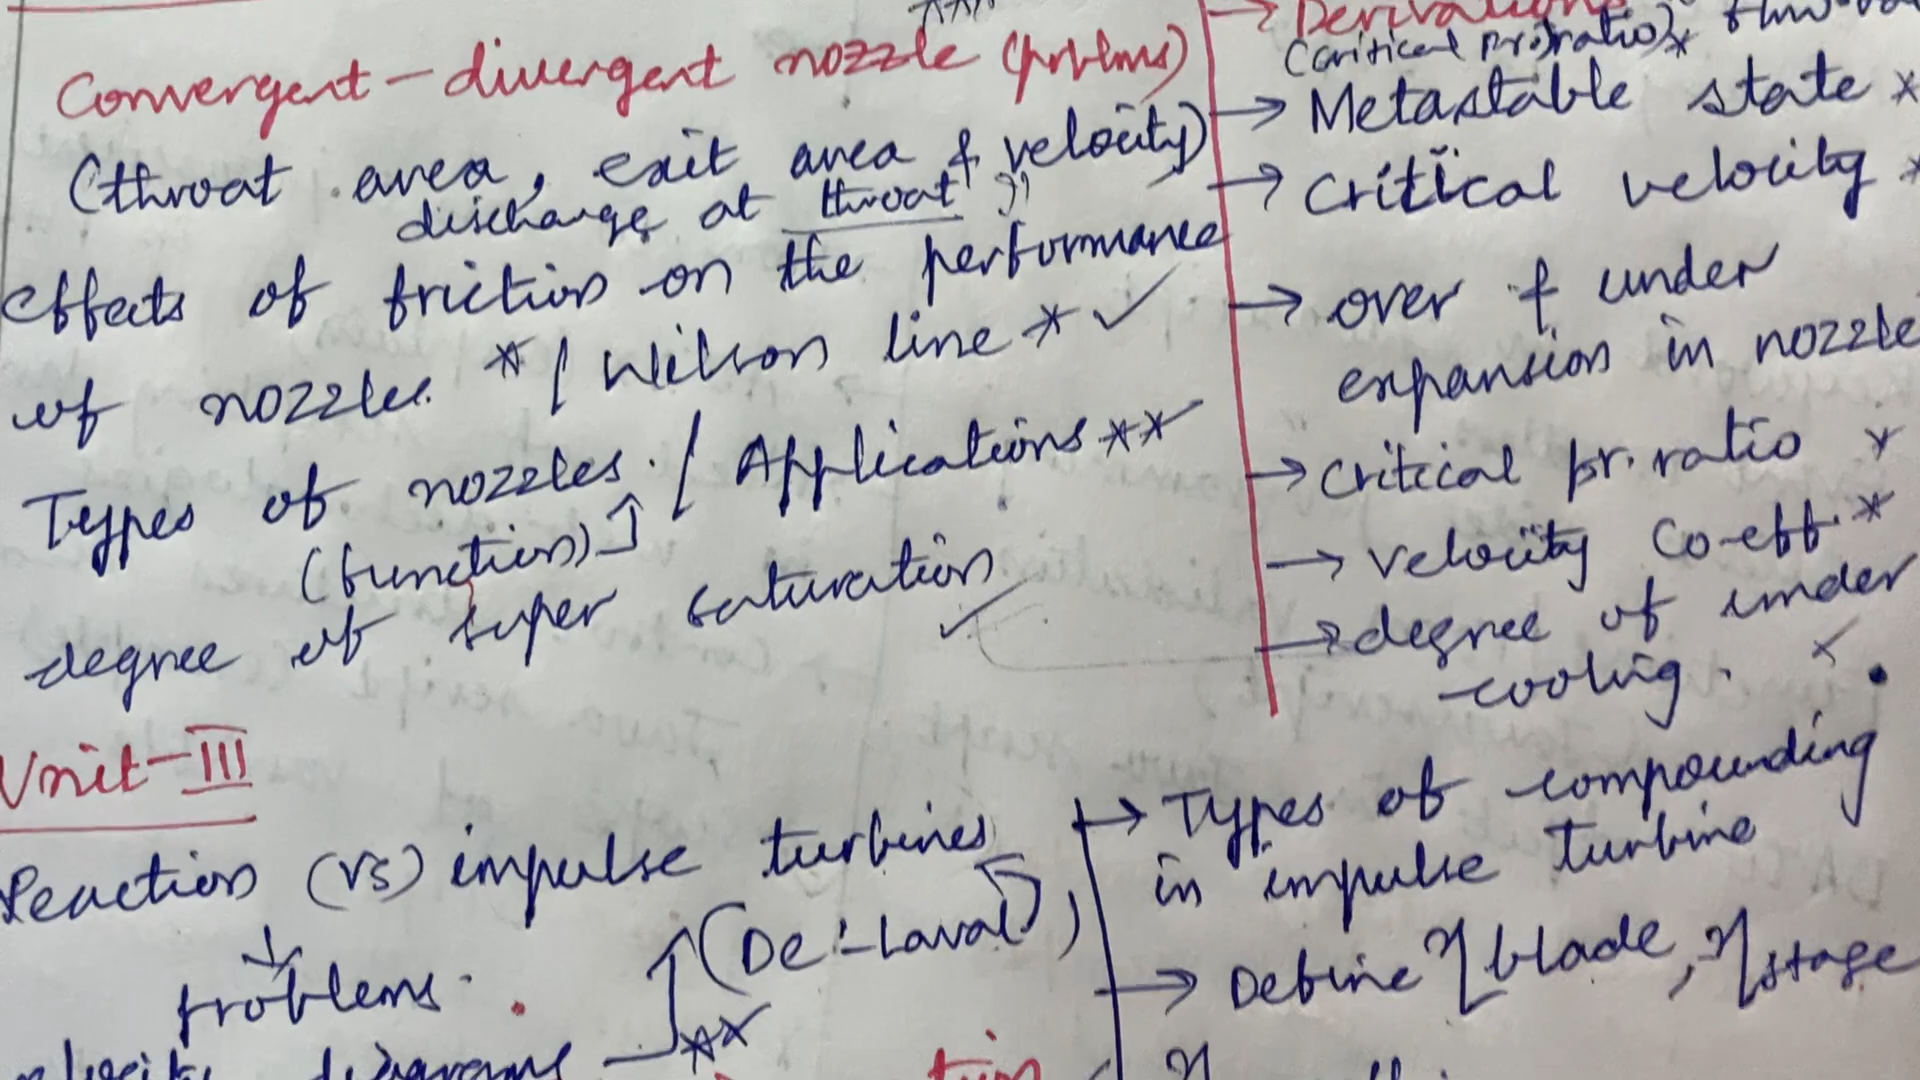 Convergent - divergent nozzle (problems)
(throat area, exit area & velocity)
discharge at throat "
effects of friction on the performance
of nozzles. * / Wilson line * ✓
Types of nozzles. / Applications **
(function)
degree of super saturation ✓
→ Derivations
(critical pr. ratio) *
→ Metastable state *
→ Critical velocity *
→ over & under
expansion in nozzle
→ Critical pr. ratio *
→ velocity co-eff. *
→ degree of under
-cooling.
Unit-III
Reaction (vs) impulse turbines
(De-Laval),
problems.
diagrams **
→ Types of compounding
in impulse turbine
→ Define η blade, η stage
η